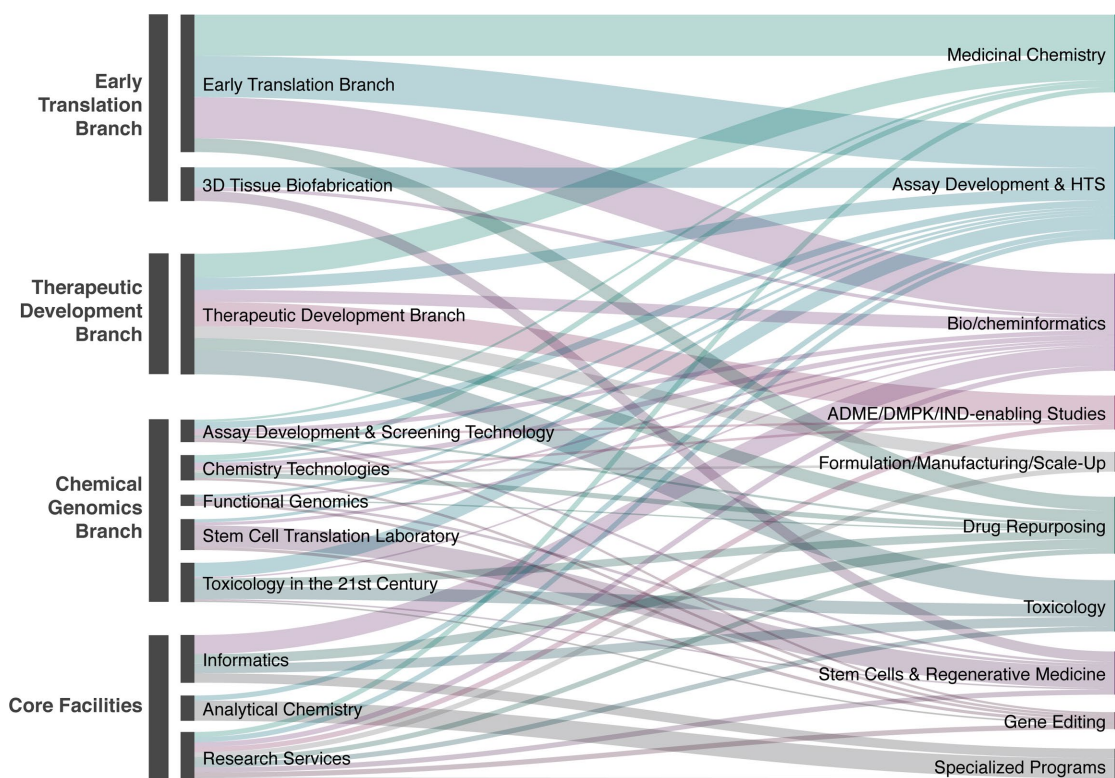 Early
Translation
Branch
Therapeutic
Development
Branch
Chemical
Genomics
Branch
Core Facilities
Early Translation Branch
3D Tissue Biofabrication
Therapeutic Development Branch
Assay Development & Screening Technology
Chemistry Technologies
Functional Genomics
Stem Cell Translation Laboratory
Toxicology in the 21st Century
Informatics
Analytical Chemistry
Research Services
Medicinal Chemistry
Assay Development & HTS
Bio/cheminformatics
ADME/DMPK/IND-enabling Studies
Formulation/Manufacturing/Scale-Up
Drug Repurposing
Toxicology
Stem Cells & Regenerative Medicine
Gene Editing
Specialized Programs